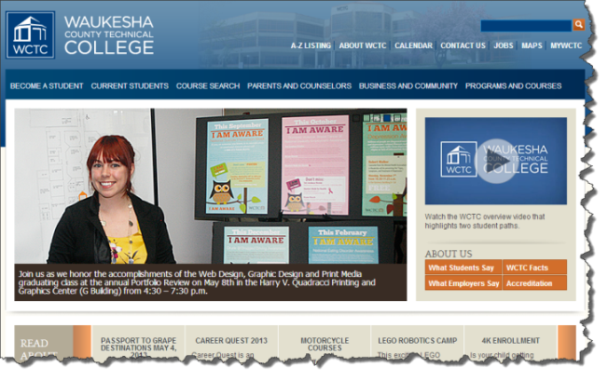 WAUKESHA
COUNTY TECHNICAL
COLLEGE
WCTC
A-Z LISTING | ABOUT WCTC | CALENDAR | CONTACT US | JOBS | MAPS | MYWCTC
BECOME A STUDENT CURRENT STUDENTS COURSE SEARCH PARENTS AND COUNSELORS BUSINESS AND COMMUNITY PROGRAMS AND COURSES
This September
I AM AWARE
This October
I AM AWARE
I AM AWARE
This December
I AM AWARE
This February
I AM AWARE
Join us as we honor the accomplishments of the Web Design, Graphic Design and Print Media
graduating class at the annual Portfolio Review on May 8th in the Harry V. Quadracci Printing and
Graphics Center (G Building) from 4:30 – 7:30 p.m.
WAUKESHA
COUNTY TECHNICAL
COLLEGE
WCTC
Watch the WCTC overview video that
highlights two student paths.
ABOUT US
What Students Say WCTC Facts
What Employers Say Accreditation
READ
ABOUT
PASSPORT TO GRAPE
DESTINATIONS MAY 4,
2013
CAREER QUEST 2013
Career Quest is an
MOTORCYCLE
COURSES
LEGO ROBOTICS CAMP
This LEGO
4K ENROLLMENT
Is your child getting